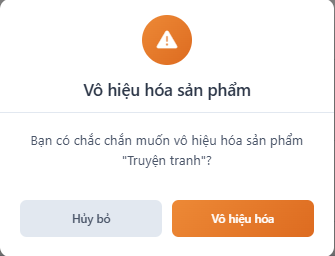 Vô hiệu hóa sản phẩm
Bạn có chắc chắn muốn vô hiệu hóa sản phẩm
"Truyện tranh"?
Hủy bỏ
Vô hiệu hóa